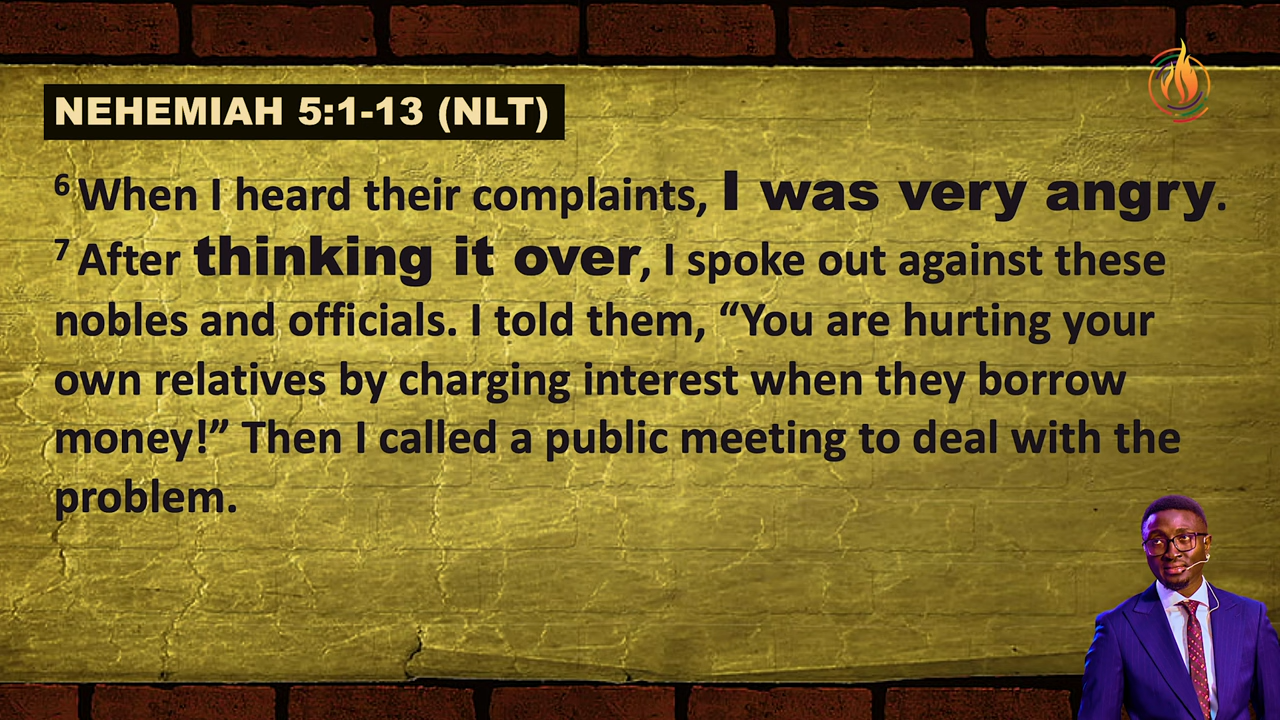 NEHEMIAH 5:1-13 (NLT)
⁶ When I heard their complaints, I was very angry.
⁷ After thinking it over, I spoke out against these
nobles and officials. I told them, “You are hurting your
own relatives by charging interest when they borrow
money!” Then I called a public meeting to deal with the
problem.